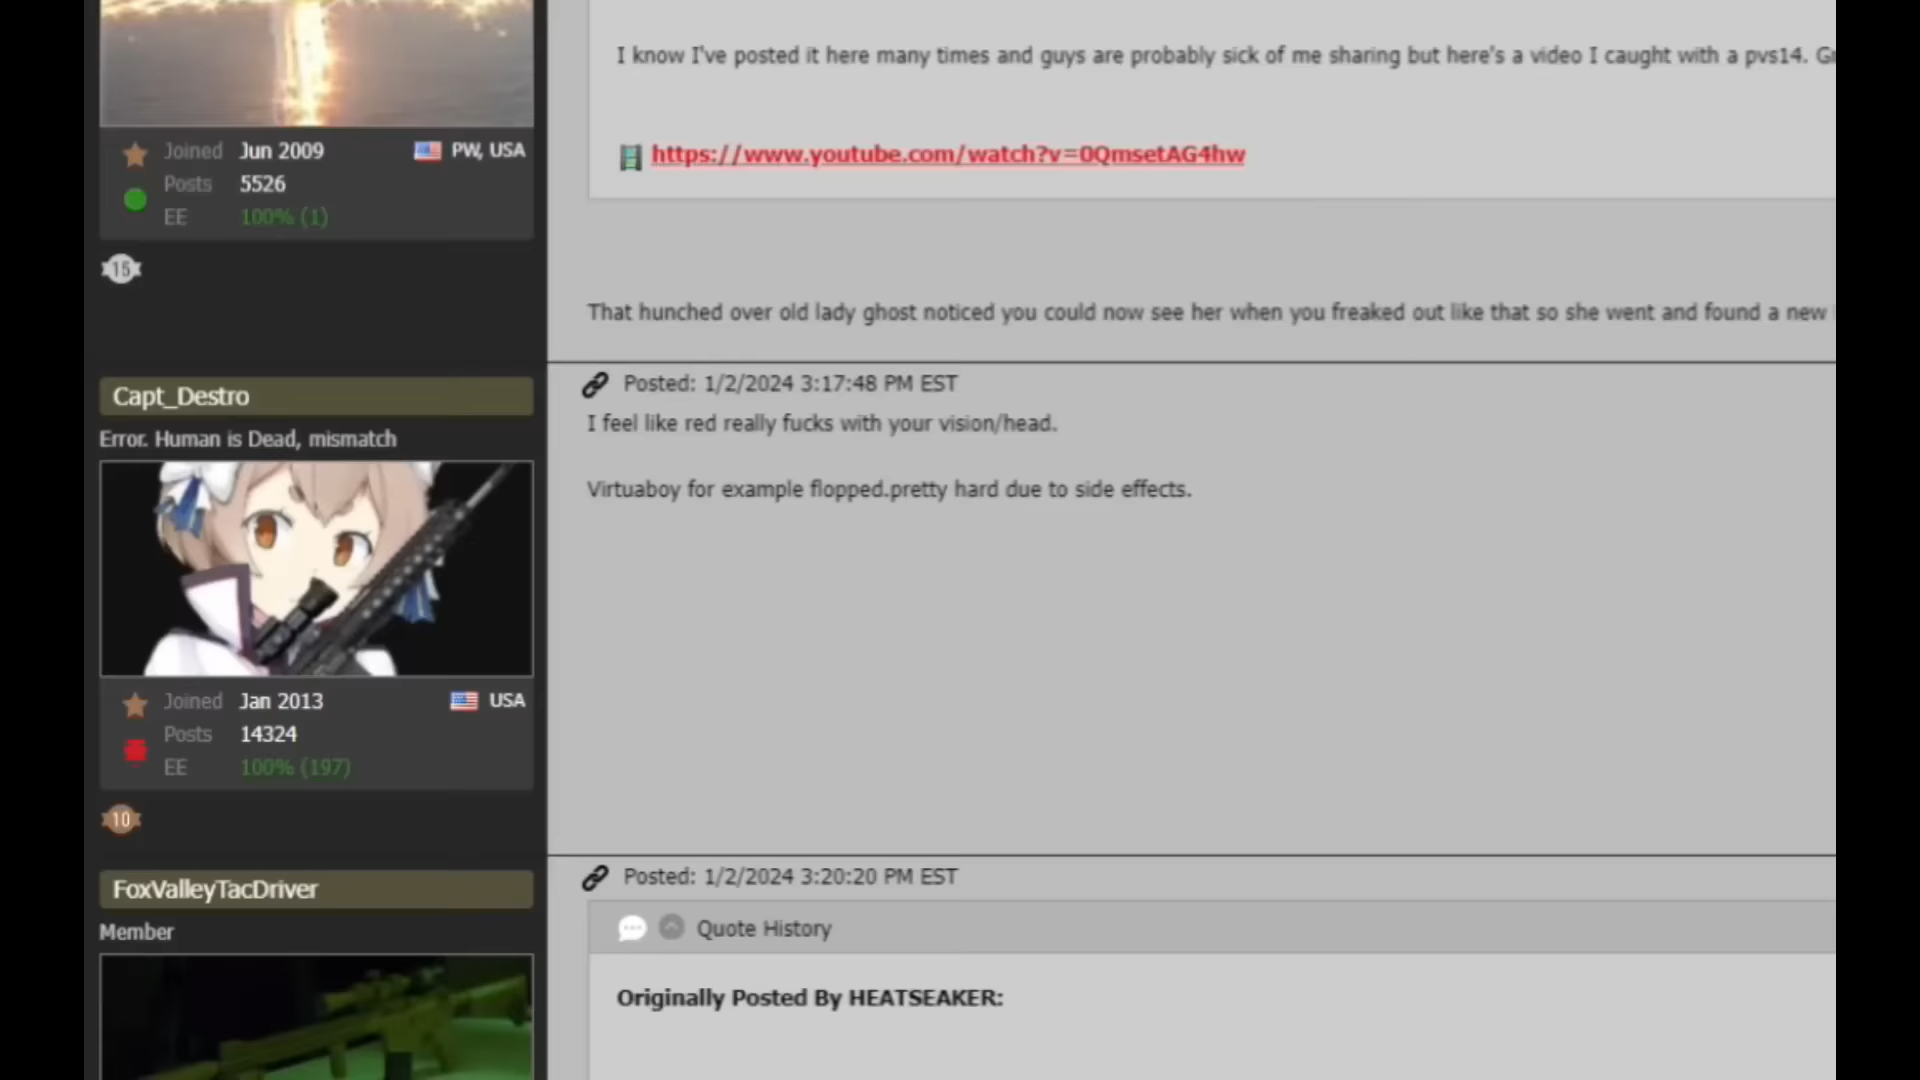 I know I've posted it here many times and guys are probably sick of me sharing but here's a video I caught with a pvs14.
https://www.youtube.com/watch?v=0QmsetAG4hw
Joined Jun 2009 PW, USA
Posts 5526
EE 100% (1)
15
That hunched over old lady ghost noticed you could now see her when you freaked out like that so she went and found a new
Capt_Destro
Error. Human is Dead, mismatch
Joined Jan 2013 USA
Posts 14324
EE 100% (197)
10
Posted: 1/2/2024 3:17:48 PM EST
I feel like red really fucks with your vision/head.
Virtuaboy for example flopped.pretty hard due to side effects.
FoxValleyTacDriver
Member
Posted: 1/2/2024 3:20:20 PM EST
Quote History
Originally Posted By HEATSEAKER: